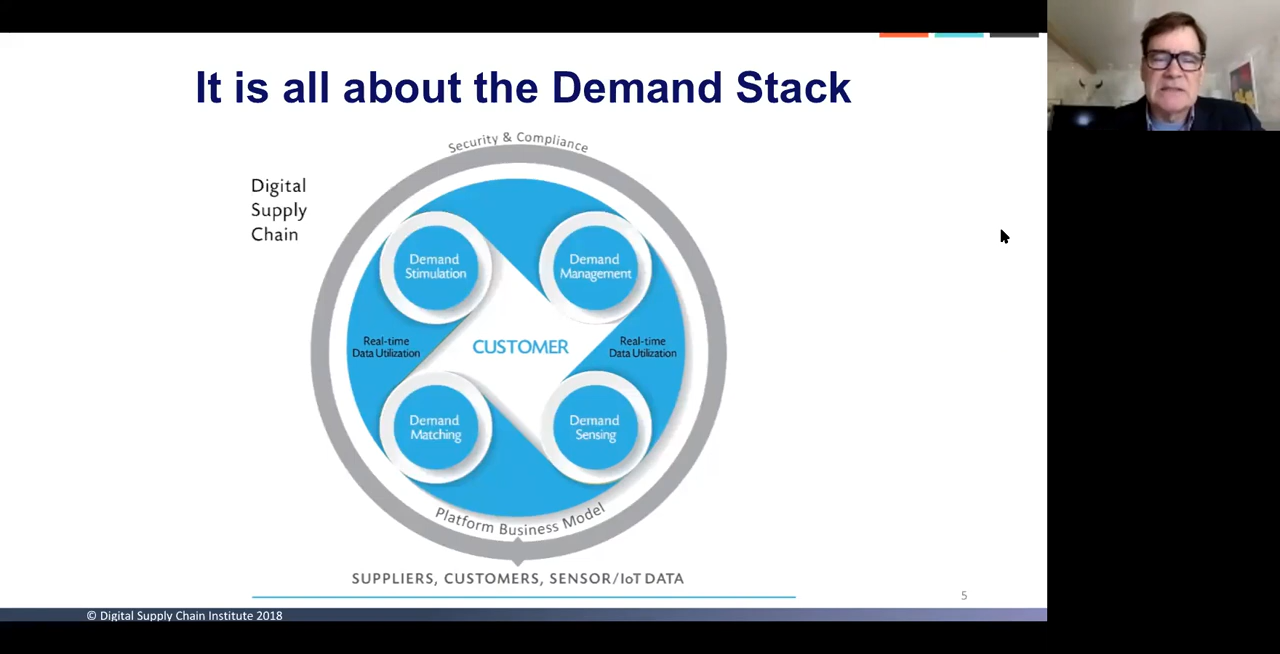 It is all about the Demand Stack
Security & Compliance
Digital
Supply
Chain
Demand
Stimulation
Demand
Management
Real-time
Data Utilization
CUSTOMER
Real-time
Data Utilization
Demand
Matching
Demand
Sensing
Platform Business Model
SUPPLIERS, CUSTOMERS, SENSOR/IoT DATA
5
© Digital Supply Chain Institute 2018